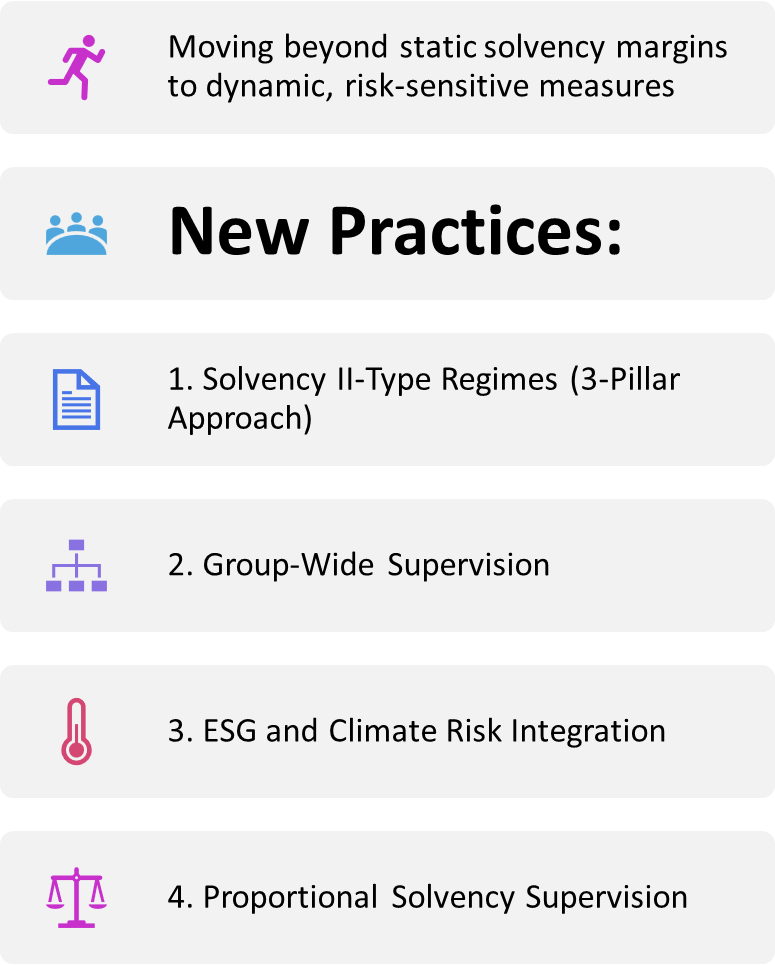 Moving beyond static solvency margins
to dynamic, risk-sensitive measures
New Practices:
1. Solvency II-Type Regimes (3-Pillar
Approach)
2. Group-Wide Supervision
3. ESG and Climate Risk Integration
4. Proportional Solvency Supervision